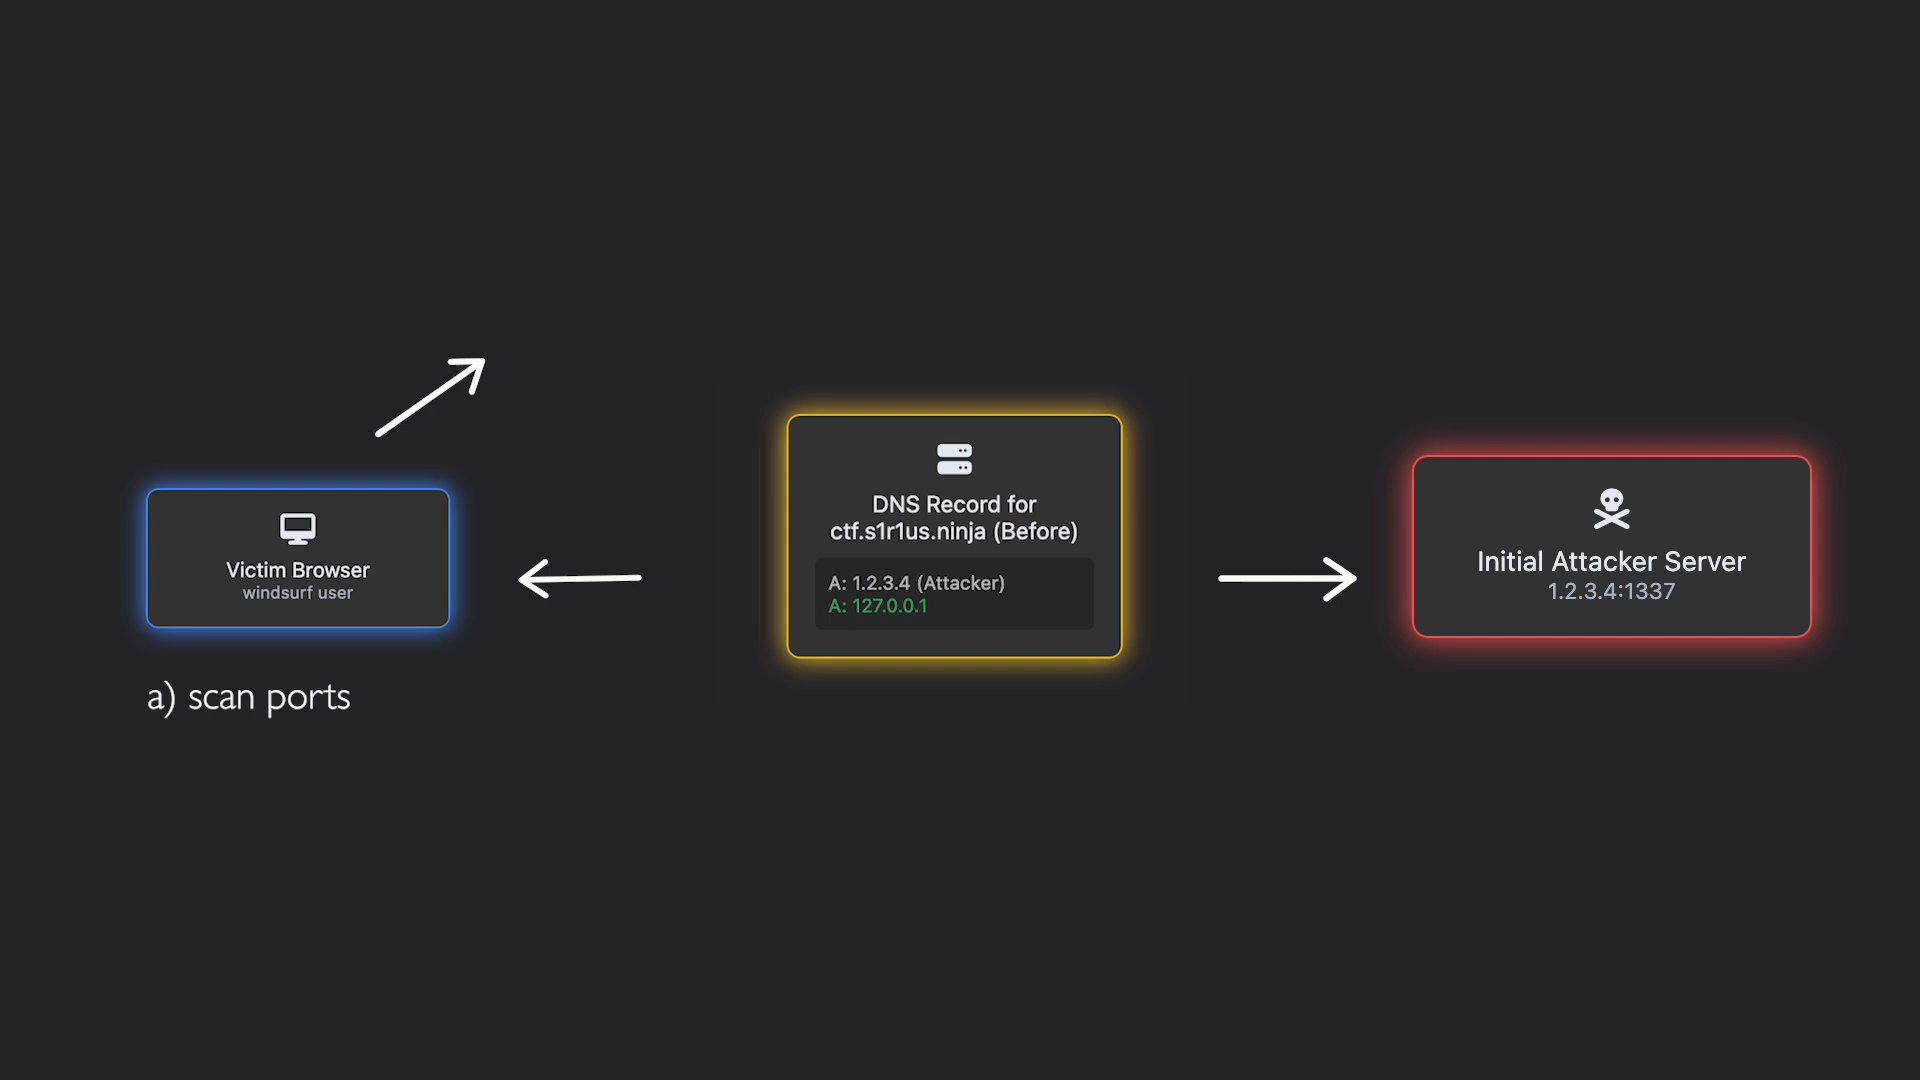 Victim Browser
windsurf user
a) scan ports
DNS Record for
ctf.s1r1us.ninja (Before)
A: 1.2.3.4 (Attacker)
A: 127.0.0.1
Initial Attacker Server
1.2.3.4:1337